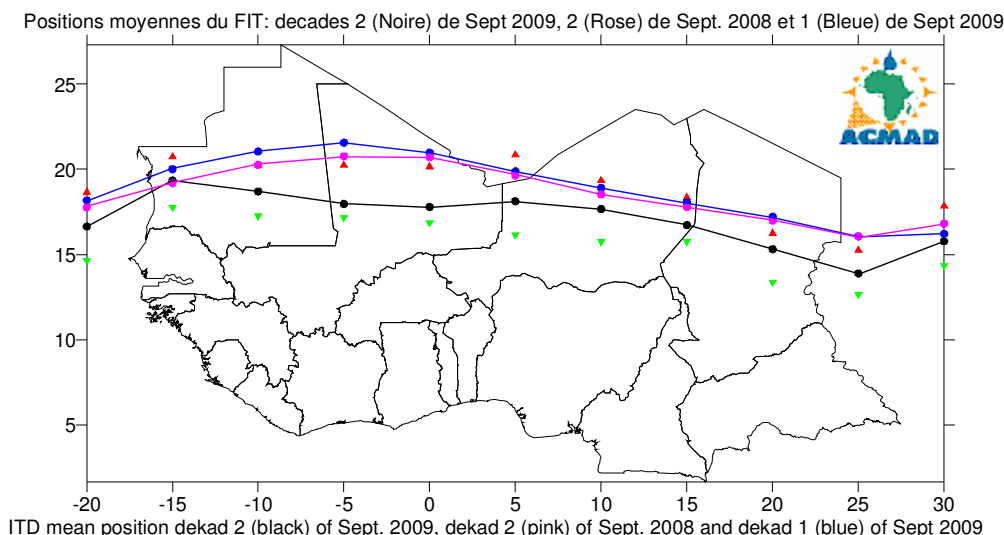 Positions moyennes du FIT: decades 2 (Noire) de Sept 2009, 2 (Rose) de Sept. 2008 et 1 (Bleue) de Sept 2009
25
20
15
10
5
ACMAD
-20 -15 -10 -5 0 5 10 15 20 25 30
ITD mean position dekad 2 (black) of Sept. 2009, dekad 2 (pink) of Sept. 2008 and dekad 1 (blue) of Sept 2009